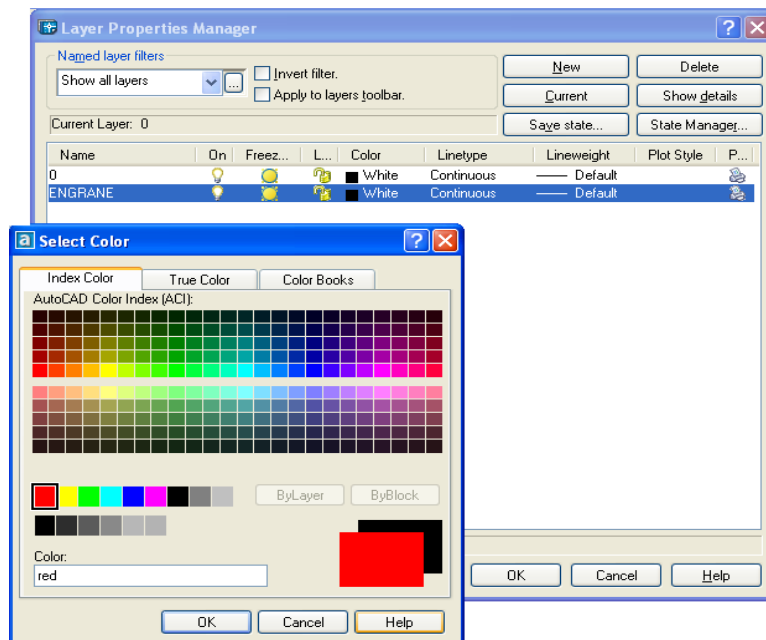 Layer Properties Manager
Named layer filters
Show all layers
...
Invert filter.
Apply to layers toolbar.
New
Delete
Current
Show details
Current Layer: 0
Save state...
State Manager...
Name On Freez... L... Color Linetype Lineweight Plot Style P...
0 White Continuous Default
ENGRANE White Continuous Default
a Select Color
Index Color
True Color
Color Books
AutoCAD Color Index (ACI):
ByLayer
ByBlock
Color:
red
OK
Cancel
Help
OK
Cancel
Help